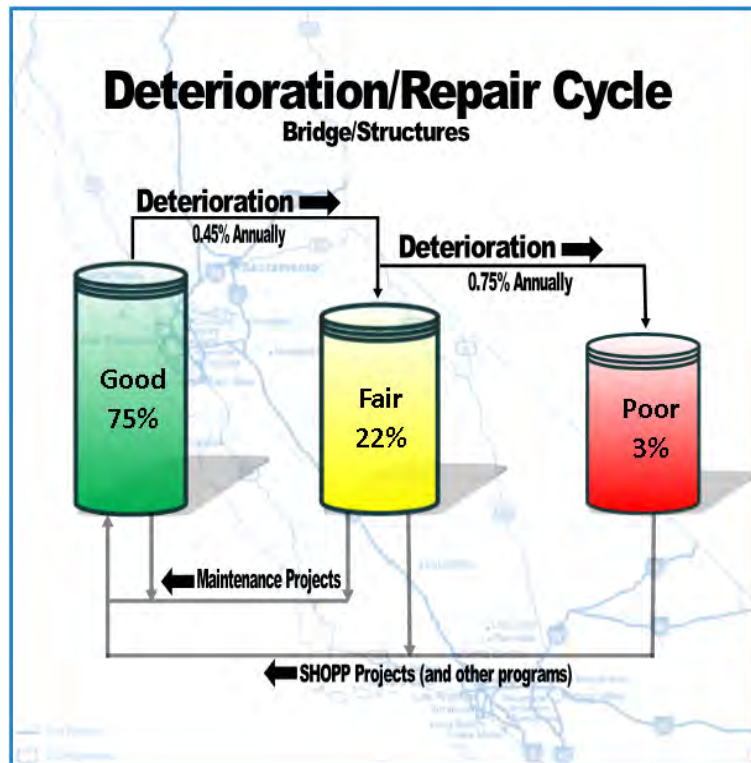 Deterioration/Repair Cycle
Bridge/Structures
Deterioration
0.45% Annually
Deterioration
0.75% Annually
Sacramento
Good
75%
Fair
22%
Poor
3%
Maintenance Projects
SHOPP Projects (and other programs)